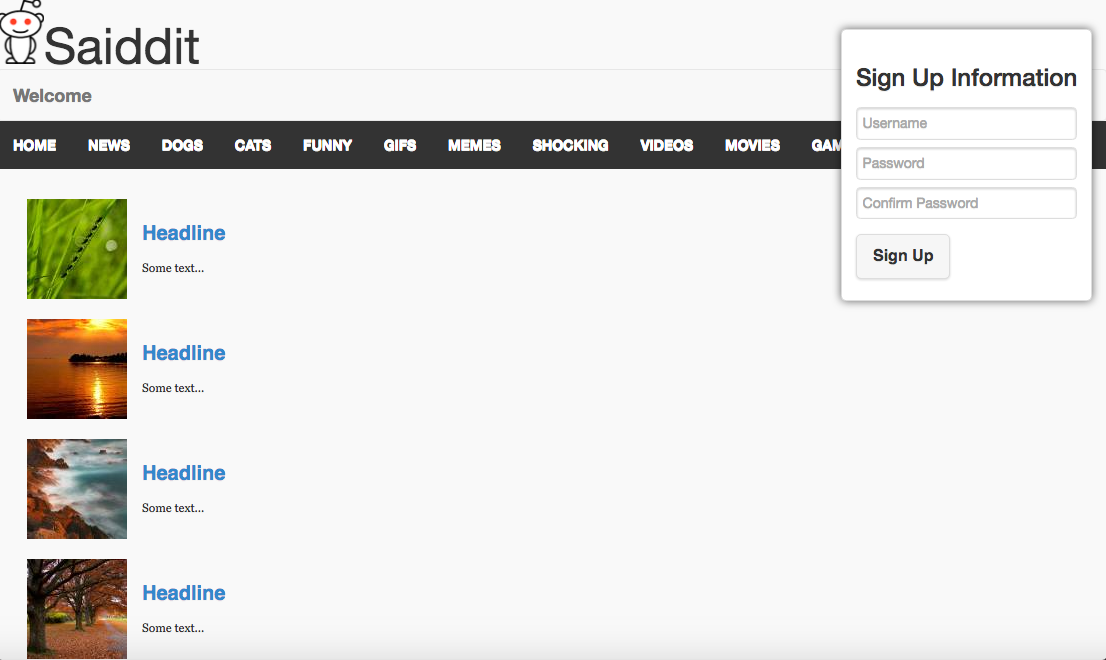 Saiddit
Welcome
HOME NEWS DOGS CATS FUNNY GIFS MEMES SHOCKING VIDEOS MOVIES GAM
Sign Up Information
Username
Password
Confirm Password
Sign Up
Headline
Some text...
Headline
Some text...
Headline
Some text...
Headline
Some text...